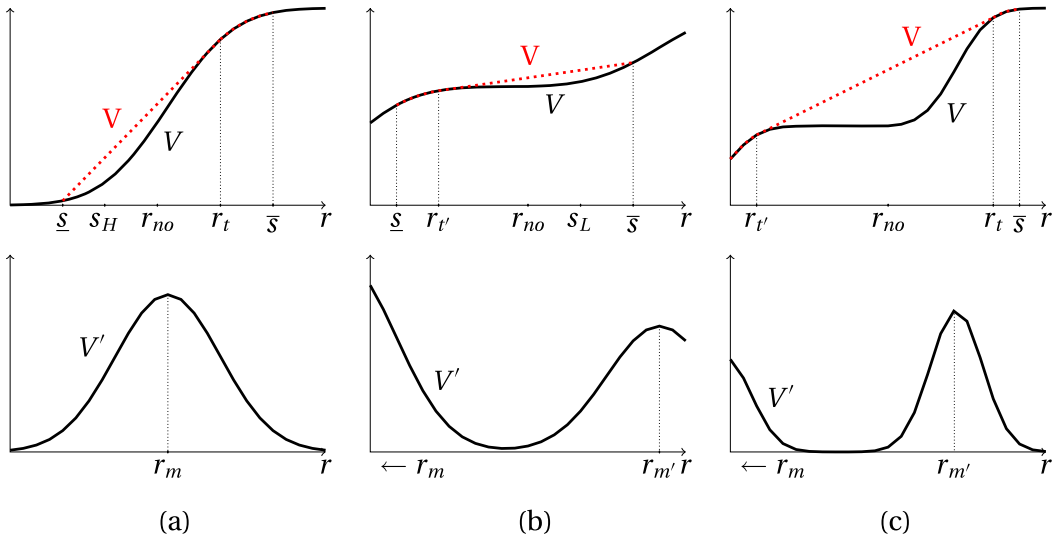 V
V
s s_H r_no r_t s̅ r
V
V
s r_t' r_no s_L s̅ r
V
V
r_t' r_no r_t s̅ r
V′
r_m r
V′
← r_m r_m' r
V′
← r_m r_m' r
(a) (b) (c)